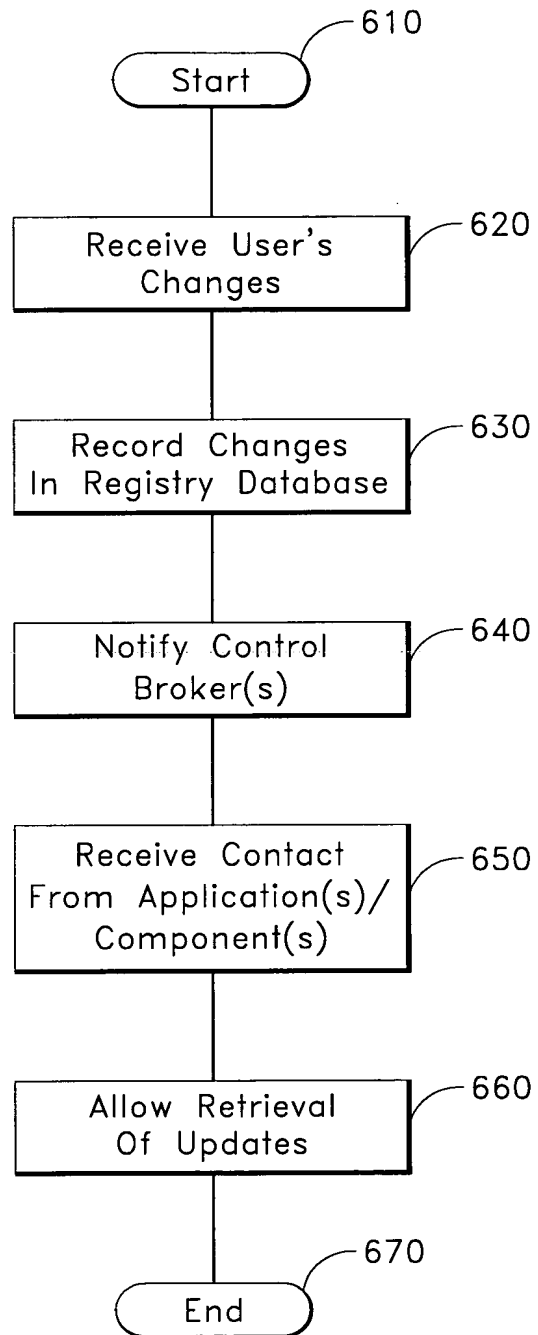 610
Start
620
Receive User's
Changes
630
Record Changes
In Registry Database
640
Notify Control
Broker(s)
650
Receive Contact
From Application(s)/
Component(s)
660
Allow Retrieval
Of Updates
670
End